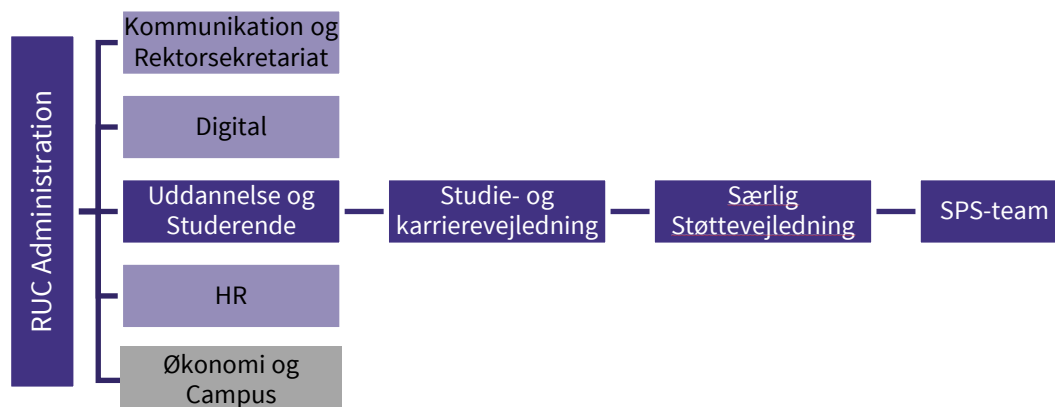 RUC Administration
Kommunikation og
Rektorsekretariat
Digital
Uddannelse og
Studerende
Studie- og
karrierevejledning
Særlig
Støttevejledning
SPS-team
HR
Økonomi og
Campus